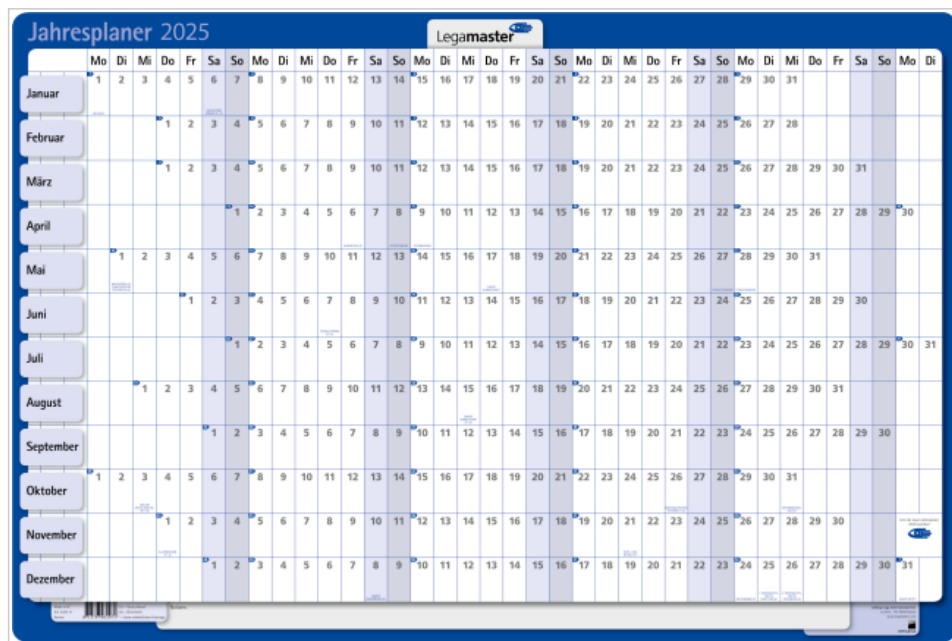 Jahresplaner 2025
Legamaster
Mo Di Mi Do Fr Sa So Mo Di Mi Do Fr Sa So Mo Di Mi Do Fr Sa So Mo Di Mi Do Fr Sa So Mo Di Mi Do Fr Sa So Mo Di
Januar 1 2 3 4 5 6 7 8 9 10 11 12 13 14 15 16 17 18 19 20 21 22 23 24 25 26 27 28 29 30 31
Februar 1 2 3 4 5 6 7 8 9 10 11 12 13 14 15 16 17 18 19 20 21 22 23 24 25 26 27 28
März 1 2 3 4 5 6 7 8 9 10 11 12 13 14 15 16 17 18 19 20 21 22 23 24 25 26 27 28 29 30 31
April 1 2 3 4 5 6 7 8 9 10 11 12 13 14 15 16 17 18 19 20 21 22 23 24 25 26 27 28 29 30
Mai 1 2 3 4 5 6 7 8 9 10 11 12 13 14 15 16 17 18 19 20 21 22 23 24 25 26 27 28 29 30 31
Juni 1 2 3 4 5 6 7 8 9 10 11 12 13 14 15 16 17 18 19 20 21 22 23 24 25 26 27 28 29 30
Juli 1 2 3 4 5 6 7 8 9 10 11 12 13 14 15 16 17 18 19 20 21 22 23 24 25 26 27 28 29 30 31
August 1 2 3 4 5 6 7 8 9 10 11 12 13 14 15 16 17 18 19 20 21 22 23 24 25 26 27 28 29 30 31
September 1 2 3 4 5 6 7 8 9 10 11 12 13 14 15 16 17 18 19 20 21 22 23 24 25 26 27 28 29 30
Oktober 1 2 3 4 5 6 7 8 9 10 11 12 13 14 15 16 17 18 19 20 21 22 23 24 25 26 27 28 29 30 31
November 1 2 3 4 5 6 7 8 9 10 11 12 13 14 15 16 17 18 19 20 21 22 23 24 25 26 27 28 29 30
Dezember 1 2 3 4 5 6 7 8 9 10 11 12 13 14 15 16 17 18 19 20 21 22 23 24 25 26 27 28 29 30 31